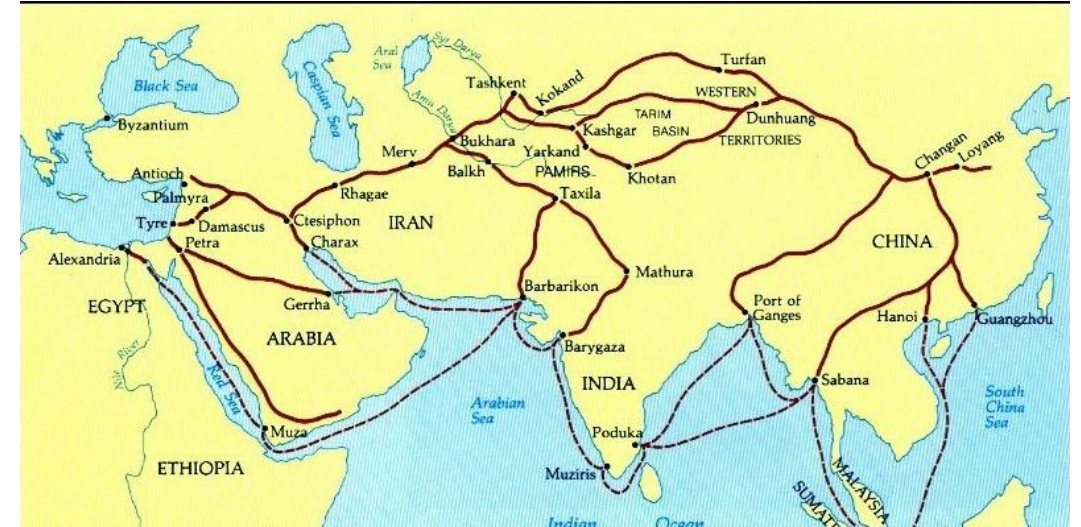 Turfan
Syr Darya
Aral
Sea
Black Sea
Caspian
Sea
Tashkent
Kokand
WESTERN
Amu Darya
TARIM
BASIN
Dunhuang
Byzantium
Bukhara
Kashgar
TERRITORIES
Merv
Yarkand
Changan
Loyang
Balkh
PAMIRS
Khotan
Antioch
Rhagae
Taxila
Palmyra
Tyre
Damascus
Ctesiphon
IRAN
Petra
Charax
CHINA
Alexandria
Mathura
Barbarikon
EGYPT
Gerrha
Port of
Ganges
Hanoi
Guangzhou
ARABIA
Barygaza
Nile River
Red Sea
INDIA
Sabana
Arabian
Sea
South
China
Sea
Muza
Poduka
ETHIOPIA
Muziris
MALAYSIA
SUMAT
Indian Ocean